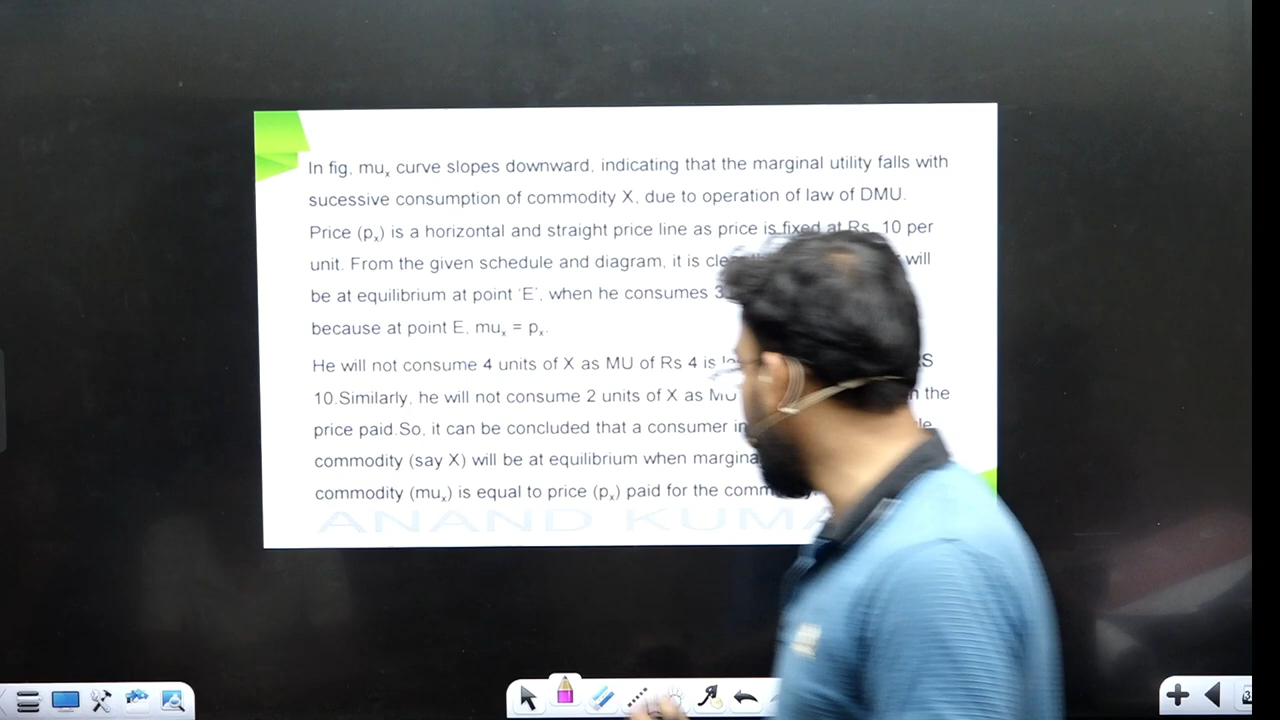 In fig, muₓ curve slopes downward, indicating that the marginal utility falls with
sucessive consumption of commodity X, due to operation of law of DMU.
Price (pₓ) is a horizontal and straight price line as price is fixed at Rs. 10 per
unit. From the given schedule and diagram, it is will
be at equilibrium at point 'E', when he consumes 3
because at point E, muₓ = pₓ.
He will not consume 4 units of X as MU of Rs 4 is
10.Similarly, he will not consume 2 units of X as MU the
price paid.So, it can be concluded that a consumer
commodity (say X) will be at equilibrium when
commodity (muₓ) is equal to price (pₓ) paid for the
ANAND